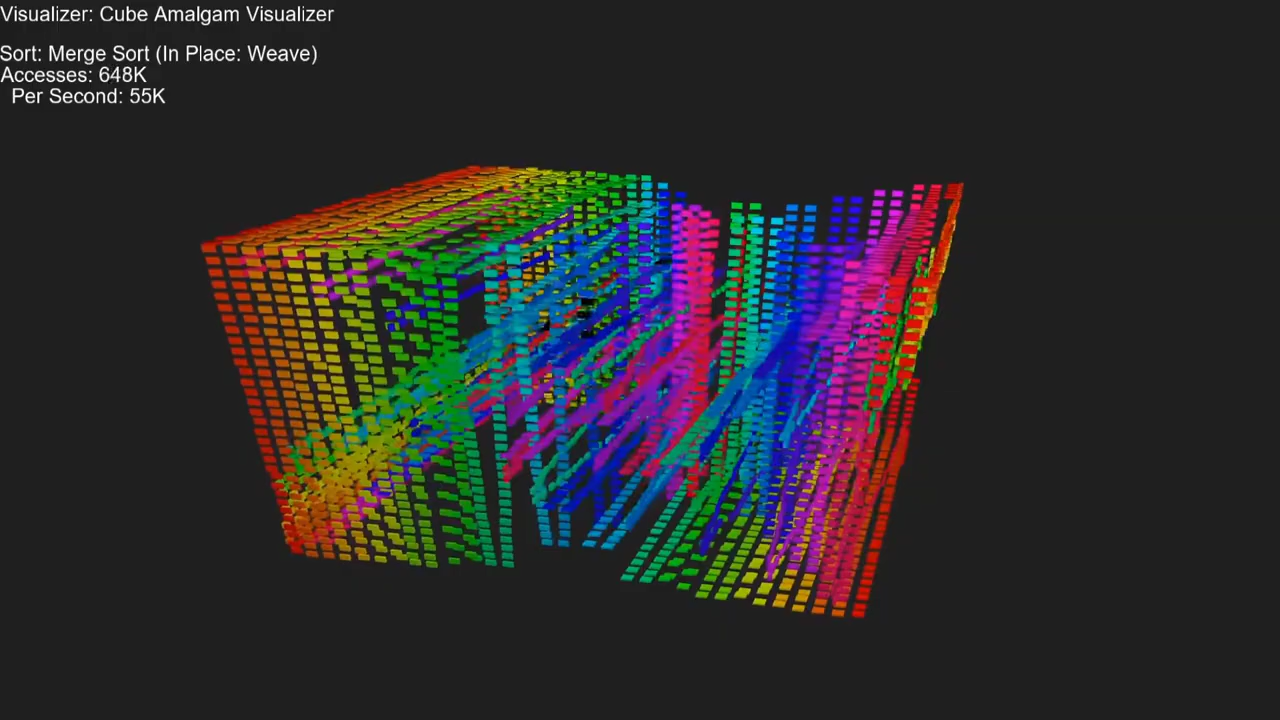 Visualizer: Cube Amalgam Visualizer
Sort: Merge Sort (In Place: Weave)
Accesses: 648K
Per Second: 55K